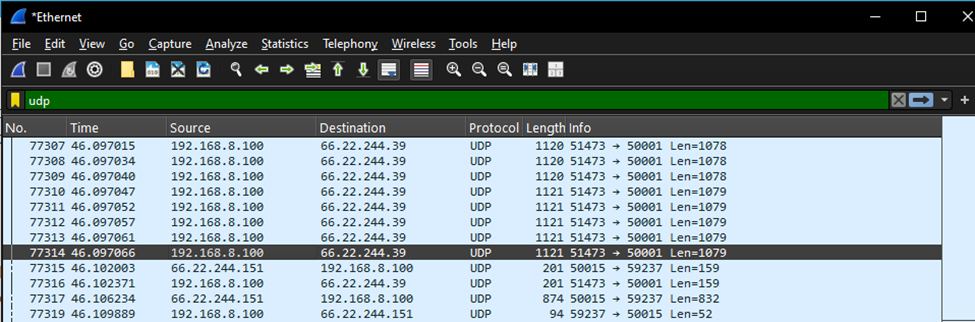 *Ethernet
File Edit View Go Capture Analyze Statistics Telephony Wireless Tools Help
udp
No. Time Source Destination Protocol Length Info
77307 46.097015 192.168.8.100 66.22.244.39 UDP 1120 51473 → 50001 Len=1078
77308 46.097034 192.168.8.100 66.22.244.39 UDP 1120 51473 → 50001 Len=1078
77309 46.097040 192.168.8.100 66.22.244.39 UDP 1120 51473 → 50001 Len=1078
77310 46.097047 192.168.8.100 66.22.244.39 UDP 1121 51473 → 50001 Len=1079
77311 46.097052 192.168.8.100 66.22.244.39 UDP 1121 51473 → 50001 Len=1079
77312 46.097057 192.168.8.100 66.22.244.39 UDP 1121 51473 → 50001 Len=1079
77313 46.097061 192.168.8.100 66.22.244.39 UDP 1121 51473 → 50001 Len=1079
77314 46.097066 192.168.8.100 66.22.244.39 UDP 1121 51473 → 50001 Len=1079
77315 46.102003 66.22.244.151 192.168.8.100 UDP 201 50015 → 59237 Len=159
77316 46.102371 192.168.8.100 66.22.244.39 UDP 201 51473 → 50001 Len=159
77317 46.106234 66.22.244.151 192.168.8.100 UDP 874 50015 → 59237 Len=832
77319 46.109889 192.168.8.100 66.22.244.151 UDP 94 59237 → 50015 Len=52